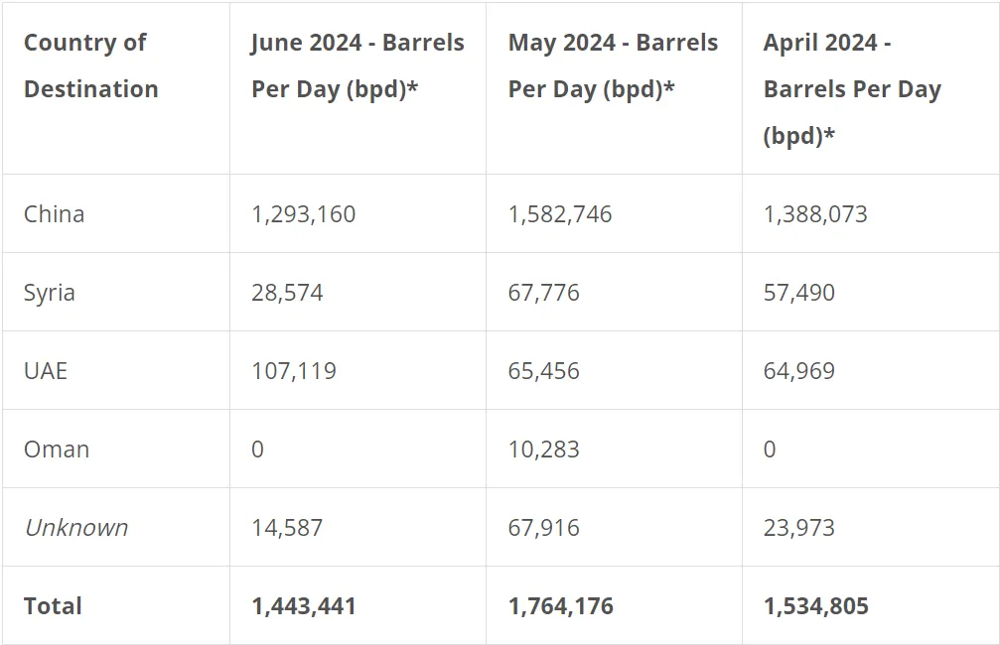 Country of Destination | June 2024 - Barrels Per Day (bpd)* | May 2024 - Barrels Per Day (bpd)* | April 2024 - Barrels Per Day (bpd)*
China | 1,293,160 | 1,582,746 | 1,388,073
Syria | 28,574 | 67,776 | 57,490
UAE | 107,119 | 65,456 | 64,969
Oman | 0 | 10,283 | 0
Unknown | 14,587 | 67,916 | 23,973
Total | 1,443,441 | 1,764,176 | 1,534,805